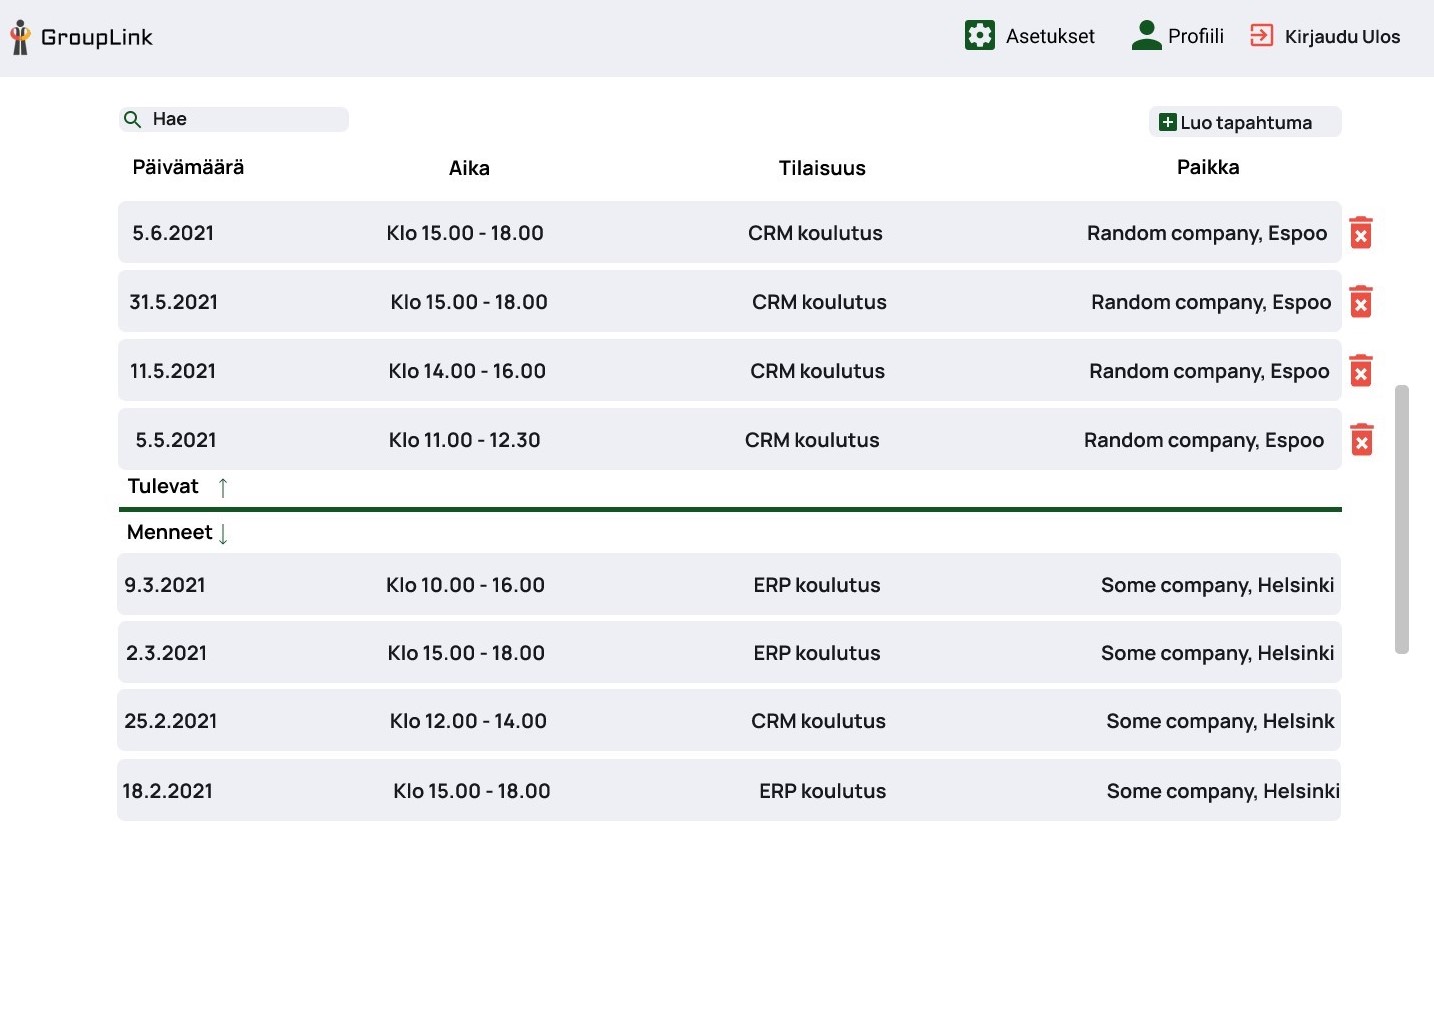 GroupLink Asetukset Profiili Kirjaudu Ulos
Hae Luo tapahtuma
Päivämäärä Aika Tilaisuus Paikka
5.6.2021 Klo 15.00 - 18.00 CRM koulutus Random company, Espoo
31.5.2021 Klo 15.00 - 18.00 CRM koulutus Random company, Espoo
11.5.2021 Klo 14.00 - 16.00 CRM koulutus Random company, Espoo
5.5.2021 Klo 11.00 - 12.30 CRM koulutus Random company, Espoo
Tulevat ↑
Menneet ↓
9.3.2021 Klo 10.00 - 16.00 ERP koulutus Some company, Helsinki
2.3.2021 Klo 15.00 - 18.00 ERP koulutus Some company, Helsinki
25.2.2021 Klo 12.00 - 14.00 CRM koulutus Some company, Helsink
18.2.2021 Klo 15.00 - 18.00 ERP koulutus Some company, Helsinki